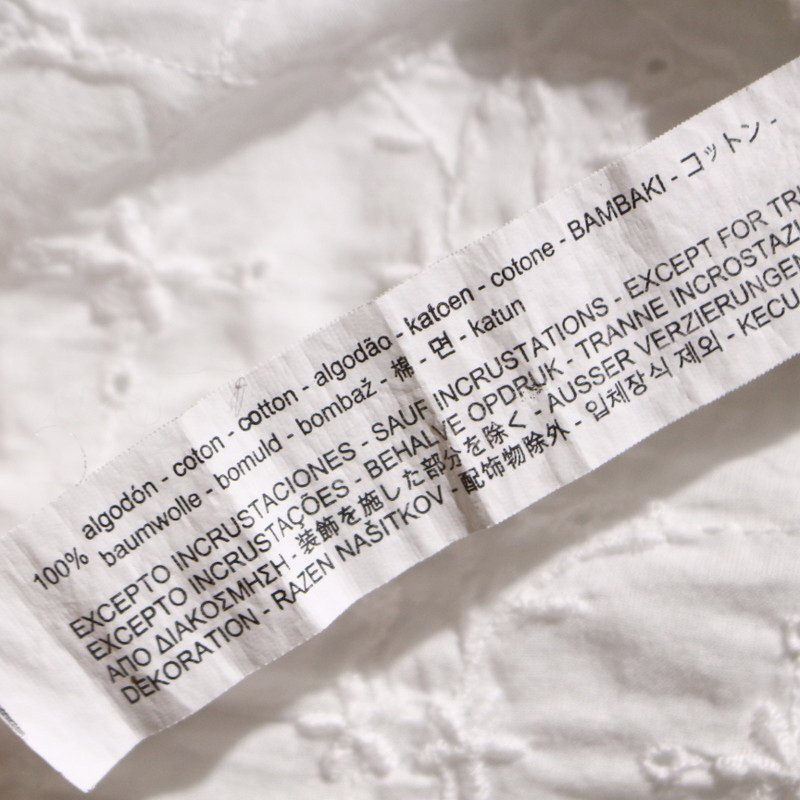 100% algodón - coton - cotton - algodão - katoen - cotone - BAMBAKI - コットン -
baumwolle - bomuld - bombaž - 棉 - 면 - katun
EXCEPTO INCRUSTACIONES - SAUF INCRUSTATIONS - EXCEPT FOR
EXCEPTO INCRUSTAÇÕES - BEHALVE OPDRUK - TRANNE
ΑΠΟ ΔΙΑΚΟΣΜΗΣΗ - 装飾を施した部分を除く - AUSSER VERZIERUNGEN
DEKORATION - RAZEN NAŠITKOV - 配饰物除外 - 입체장식 제외 -